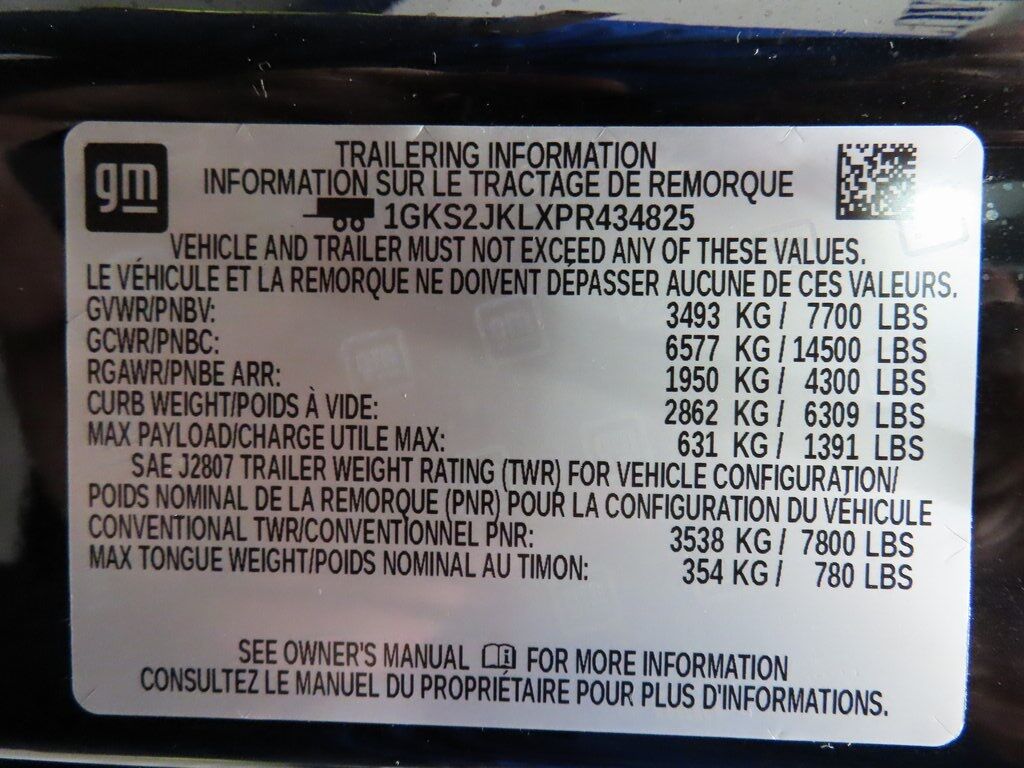 gm
TRAILERING INFORMATION
INFORMATION SUR LE TRACTAGE DE REMORQUE
1GKS2JKLXPR434825
VEHICLE AND TRAILER MUST NOT EXCEED ANY OF THESE VALUES.
LE VÉHICULE ET LA REMORQUE NE DOIVENT DÉPASSER AUCUNE DE CES VALEURS.
GVWR/PNBV: 3493 KG / 7700 LBS
GCWR/PNBC: 6577 KG / 14500 LBS
RGAWR/PNBE ARR: 1950 KG / 4300 LBS
CURB WEIGHT/POIDS À VIDE: 2862 KG / 6309 LBS
MAX PAYLOAD/CHARGE UTILE MAX: 631 KG / 1391 LBS
SAE J2807 TRAILER WEIGHT RATING (TWR) FOR VEHICLE CONFIGURATION/
POIDS NOMINAL DE LA REMORQUE (PNR) POUR LA CONFIGURATION DU VÉHICULE
CONVENTIONAL TWR/CONVENTIONNEL PNR: 3538 KG / 7800 LBS
MAX TONGUE WEIGHT/POIDS NOMINAL AU TIMON: 354 KG / 780 LBS
SEE OWNER'S MANUAL FOR MORE INFORMATION
CONSULTEZ LE MANUEL DU PROPRIÉTAIRE POUR PLUS D'INFORMATIONS.